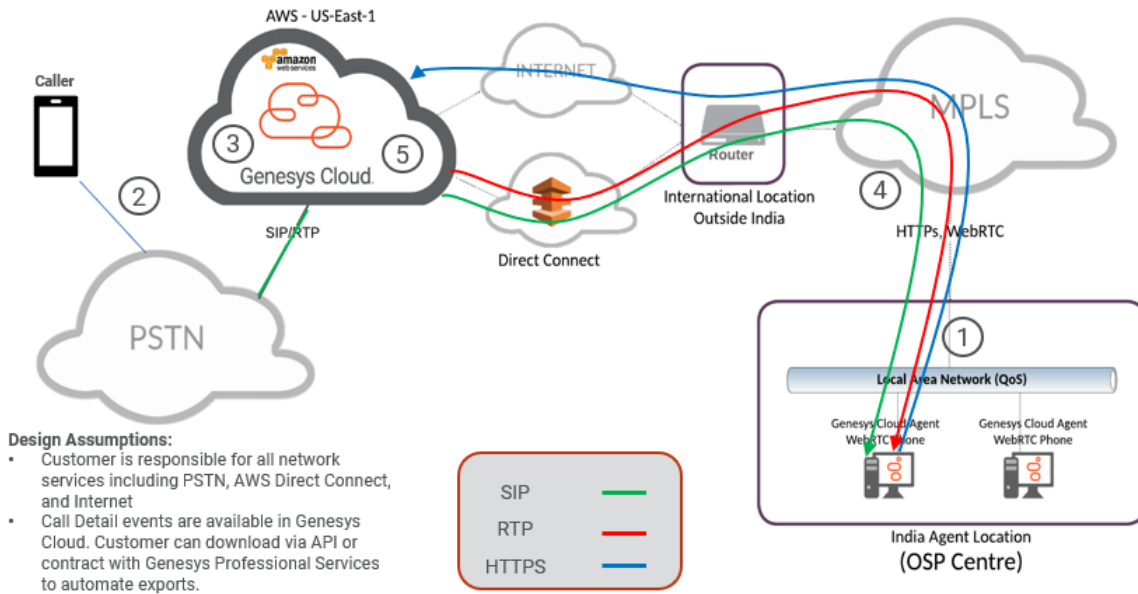 AWS - US-East-1
amazon
web services
INTERNET
Caller
MPLS
3
5
Router
Genesys Cloud
2
4
International Location
Outside India
SIP/RTP
HTTPs, WebRTC
Direct Connect
PSTN
1
Local Area Network (QoS)
Genesys Cloud Agent
WebRTC Phone
Genesys Cloud Agent
WebRTC Phone
India Agent Location
(OSP Centre)
Design Assumptions:
• Customer is responsible for all network
services including PSTN, AWS Direct Connect,
and Internet
• Call Detail events are available in Genesys
Cloud. Customer can download via API or
contract with Genesys Professional Services
to automate exports.
SIP
RTP
HTTPS